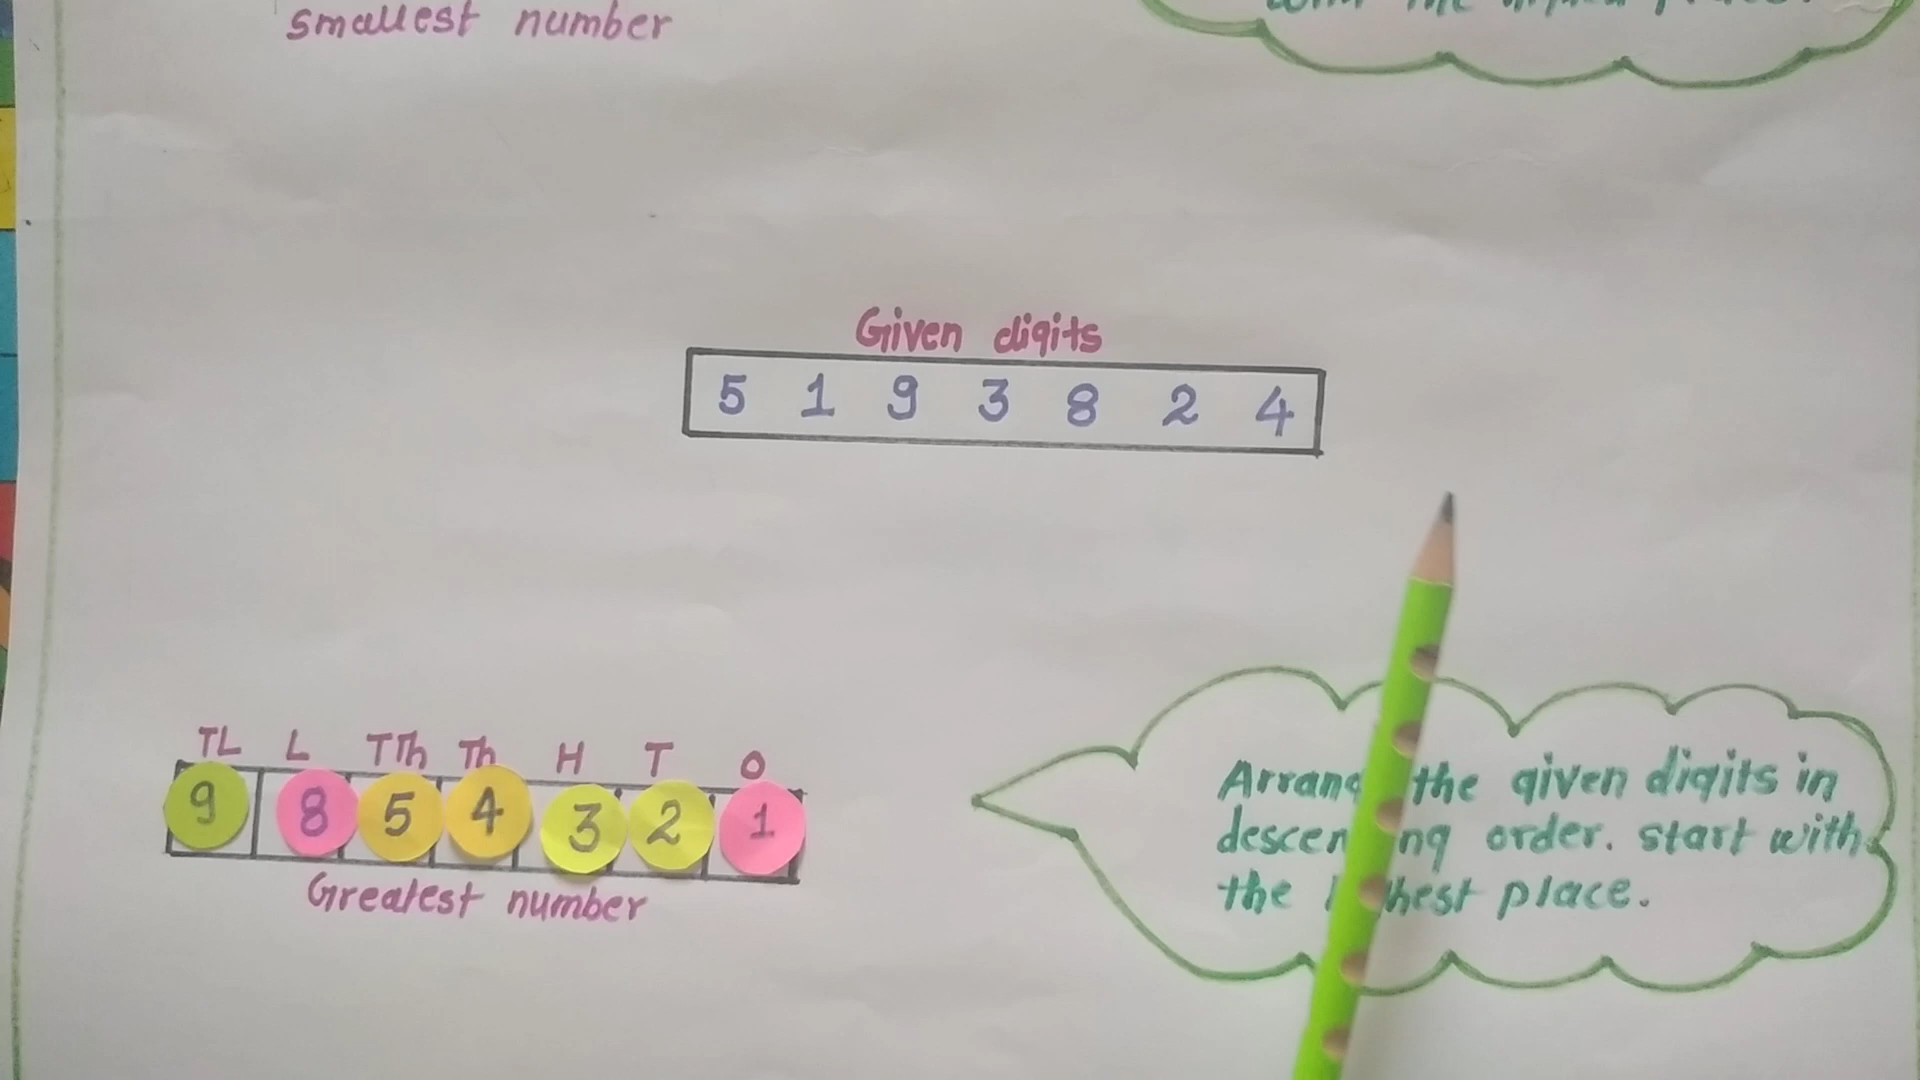 smallest number
Given digits
5 1 9 3 8 2 4
TL L TTh Th H T O
9 8 5 4 3 2 1
Greatest number
the given digits in
order. start with
the place.